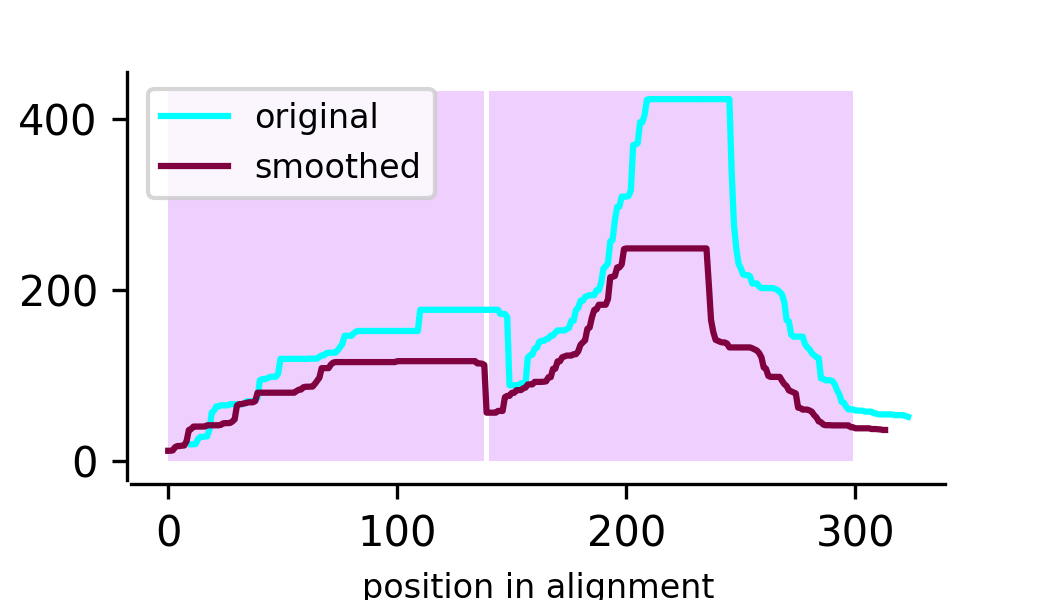 original
smoothed
400
200
0
0 100 200 300
position in alignment